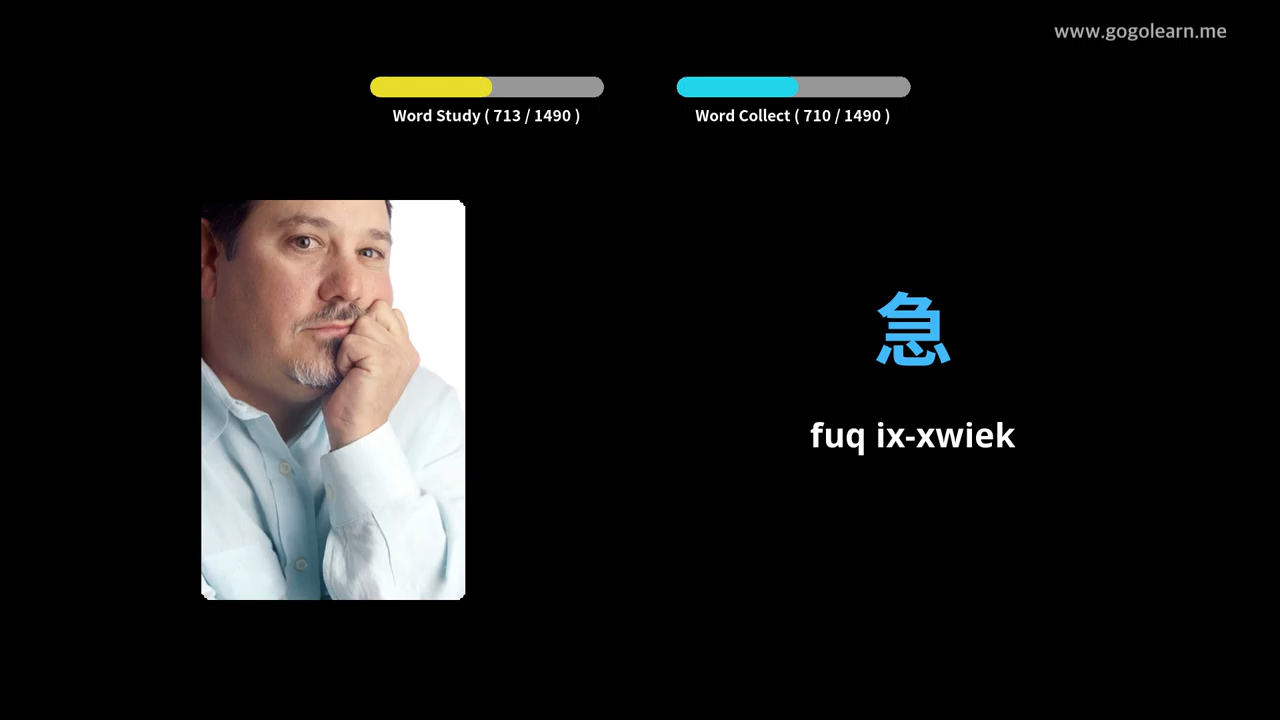 www.gogolearn.me
Word Study ( 713 / 1490 )
Word Collect ( 710 / 1490 )
急
fuq ix-xwiek